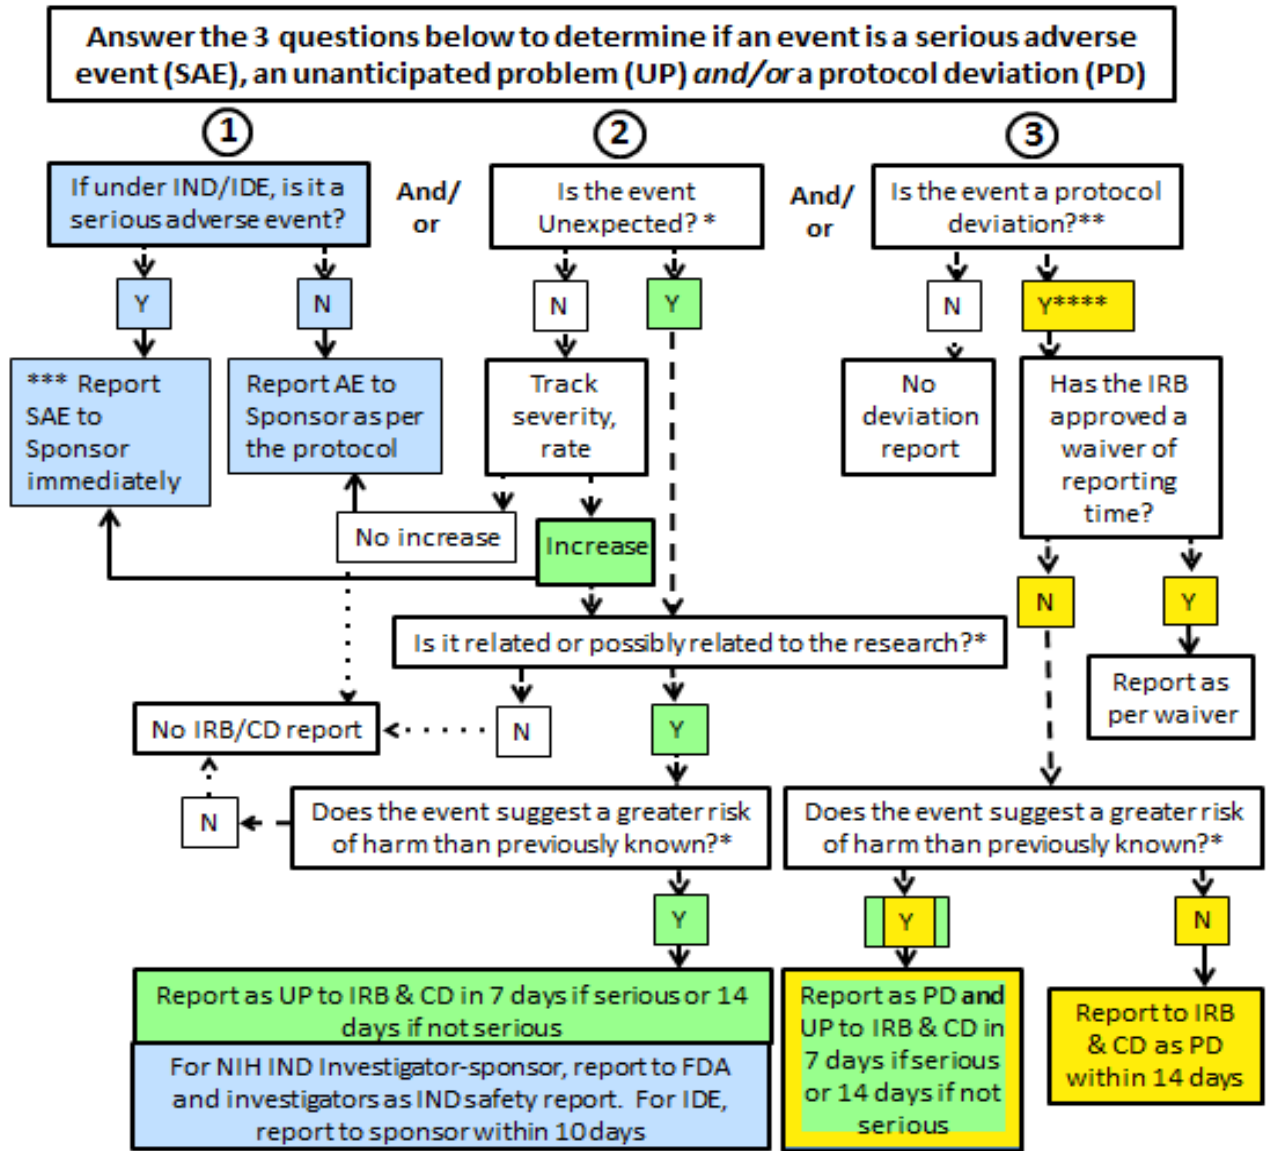 Answer the 3 questions below to determine if an event is a serious adverse
event (SAE), an unanticipated problem (UP) and/or a protocol deviation (PD)
1
2
3
If under IND/IDE, is it a
serious adverse event?
And/
or
Is the event
Unexpected? *
And/
or
Is the event a protocol
deviation?**
Y
N
N
Y
N
Y****
*** Report
SAE to
Sponsor
immediately
Report AE to
Sponsor as per
the protocol
Track
severity,
rate
No
deviation
report
Has the IRB
approved a
waiver of
reporting
time?
No increase
Increase
N
Y
Is it related or possibly related to the research?*
Report as
per waiver
No IRB/CD report
N
Y
N
Does the event suggest a greater risk
of harm than previously known?*
Does the event suggest a greater risk
of harm than previously known?*
Y
Y
N
Report as UP to IRB & CD in 7 days if serious or 14
days if not serious
For NIH IND Investigator-sponsor, report to FDA
and investigators as IND safety report. For IDE,
report to sponsor within 10 days
Report as PD and
UP to IRB & CD in
7 days if serious
or 14 days if not
serious
Report to IRB
& CD as PD
within 14 days